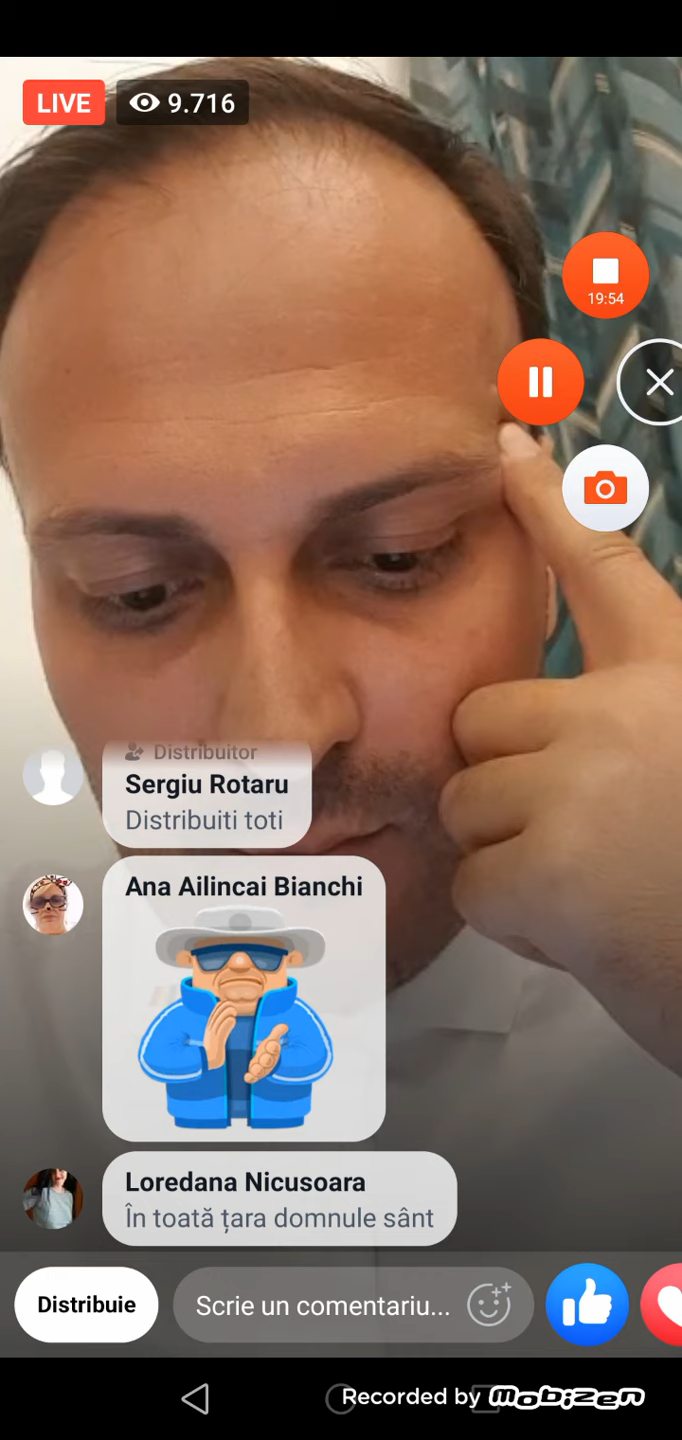 LIVE
9.716
19:54
Distribuitor
Sergiu Rotaru
Distribuiti toti
Ana Ailincai Bianchi
Loredana Nicusoara
În toată țara domnule sânt
Distribuie
Scrie un comentariu...
Recorded by Mobizen